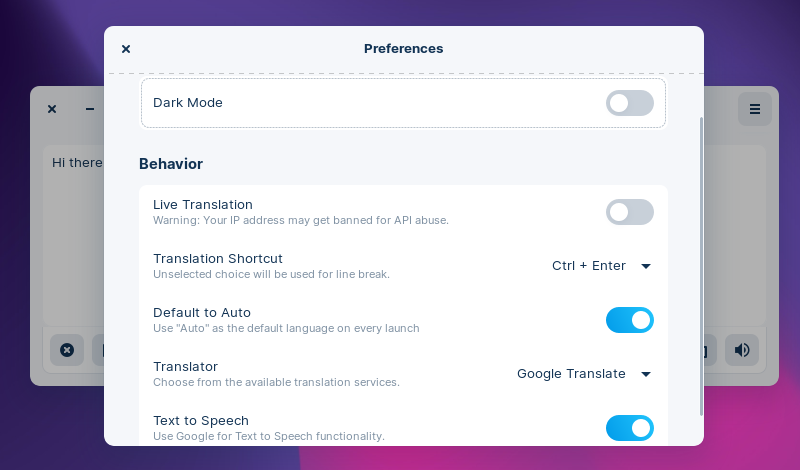 Preferences
Dark Mode
Hi there
Behavior
Live Translation
Warning: Your IP address may get banned for API abuse.
Translation Shortcut
Unselected choice will be used for line break.
Ctrl + Enter
Default to Auto
Use "Auto" as the default language on every launch
Translator
Choose from the available translation services.
Google Translate
Text to Speech
Use Google for Text to Speech functionality.